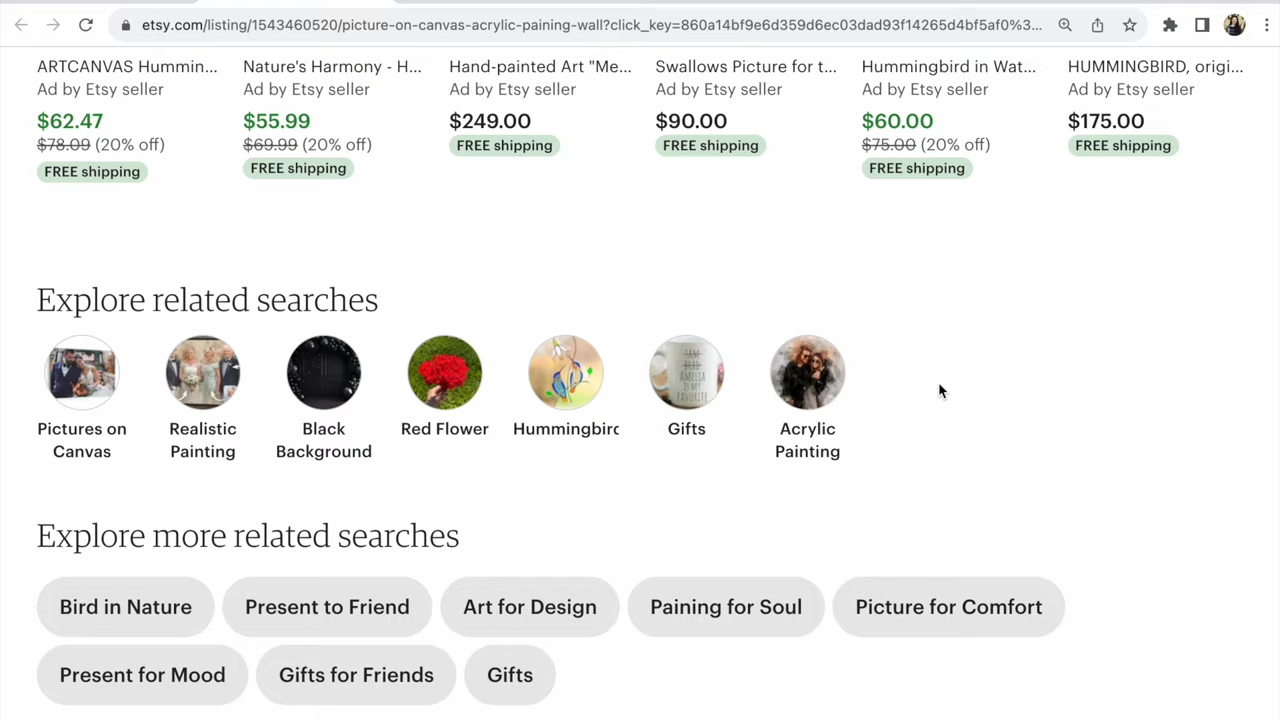 etsy.com/listing/1543460520/picture-on-canvas-acrylic-paining-wall?click_key=860a14bf9e6d359d6ec03dad93f14265d4bf5af0%3...
ARTCANVAS Hummin... Nature's Harmony - H... Hand-painted Art "Me... Swallows Picture for t... Hummingbird in Wat... HUMMINGBIRD, origi...
Ad by Etsy seller Ad by Etsy seller Ad by Etsy seller Ad by Etsy seller Ad by Etsy seller Ad by Etsy seller
$62.47 $55.99 $249.00 $90.00 $60.00 $175.00
$78.09 (20% off) $69.99 (20% off) FREE shipping FREE shipping $75.00 (20% off) FREE shipping
FREE shipping FREE shipping FREE shipping
Explore related searches
AMELIA
IS MY
FAVORITE
Pictures on Realistic Black Red Flower Hummingbirc Gifts Acrylic
Canvas Painting Background Painting
Explore more related searches
Bird in Nature Present to Friend Art for Design Paining for Soul Picture for Comfort
Present for Mood Gifts for Friends Gifts